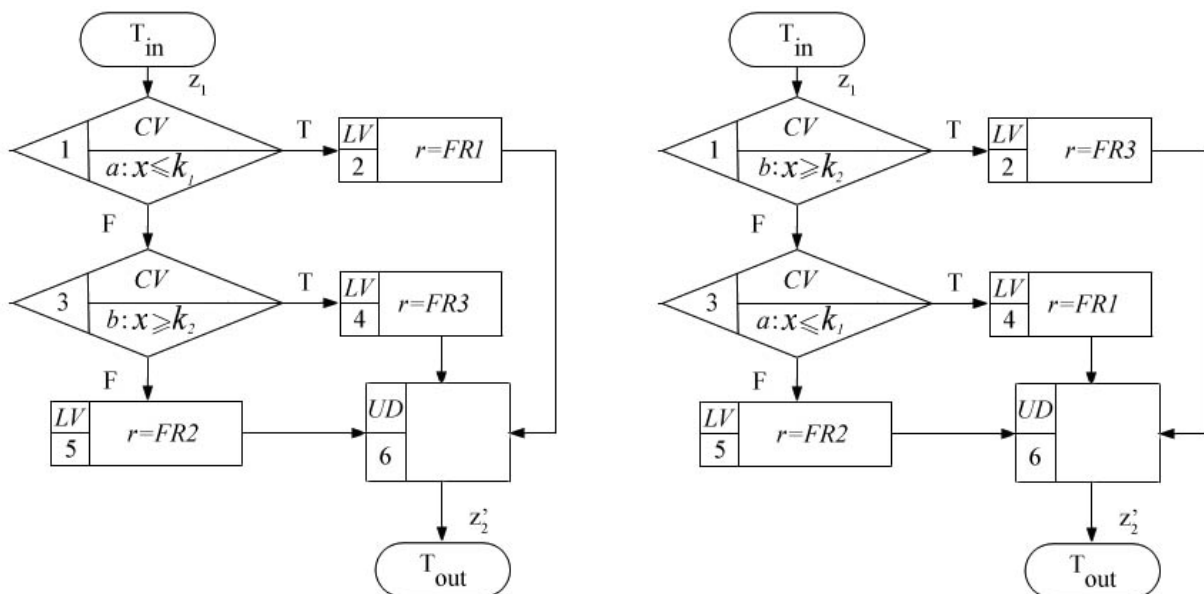 T_in
z_1
CV
1
a: x ≤ k_1
T
LV
2
r=FR1
F
CV
3
b: x ⩾ k_2
T
LV
4
r=FR3
F
LV
5
r=FR2
UD
6
z_2’
T_out
T_in
z_1
CV
1
b: x ⩾ k_2
T
LV
2
r=FR3
F
CV
3
a: x ≤ k_1
T
LV
4
r=FR1
F
LV
5
r=FR2
UD
6
z_2’
T_out